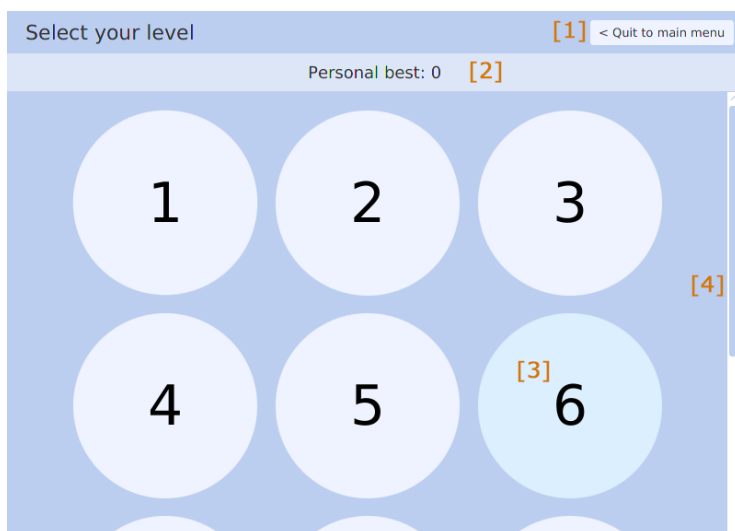 Select your level [1] < Quit to main menu
Personal best: 0 [2]
1 2 3
[4]
[3]
4 5 6